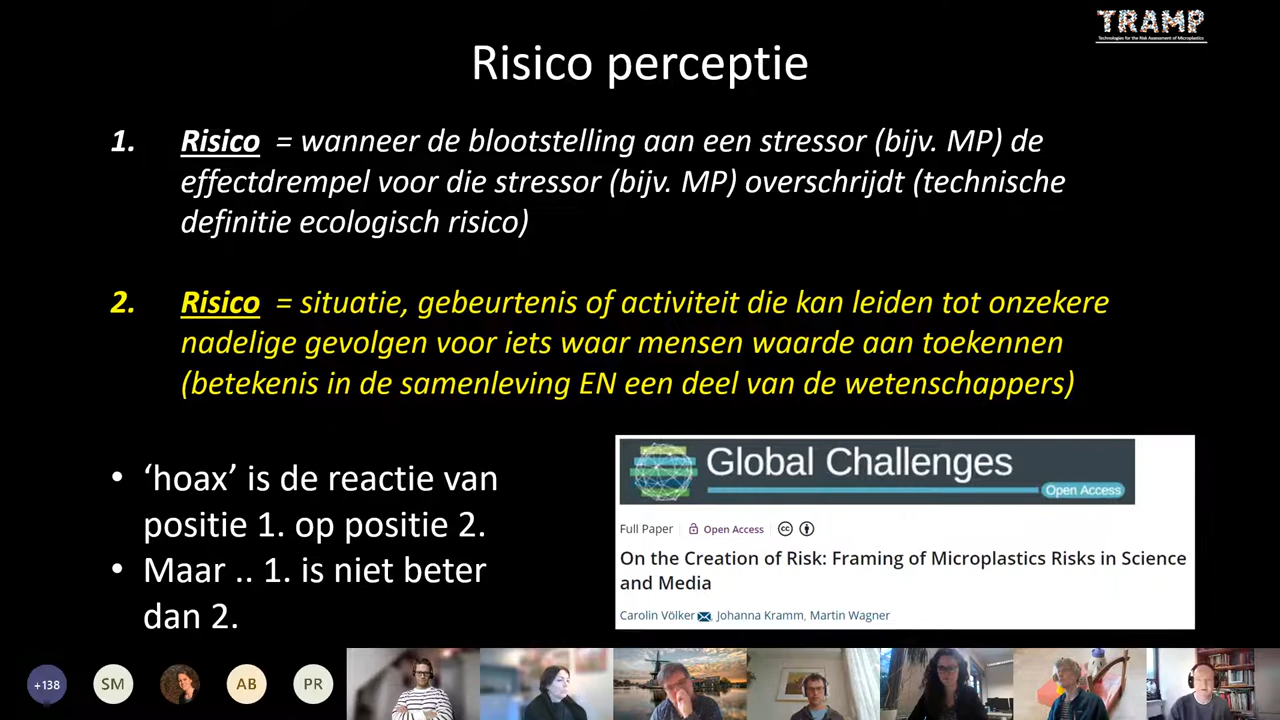 TRAMP
Technologies for the Risk Assessment of Microplastics
Risico perceptie
1. Risico = wanneer de blootstelling aan een stressor (bijv. MP) de
effectdrempel voor die stressor (bijv. MP) overschrijdt (technische
definitie ecologisch risico)
2. Risico = situatie, gebeurtenis of activiteit die kan leiden tot onzekere
nadelige gevolgen voor iets waar mensen waarde aan toekennen
(betekenis in de samenleving EN een deel van de wetenschappers)
• ‘hoax’ is de reactie van
positie 1. op positie 2.
• Maar .. 1. is niet beter
dan 2.
Global Challenges
Open Access
Full Paper Open Access
On the Creation of Risk: Framing of Microplastics Risks in Science
and Media
Carolin Völker, Johanna Kramm, Martin Wagner
+138 SM AB PR